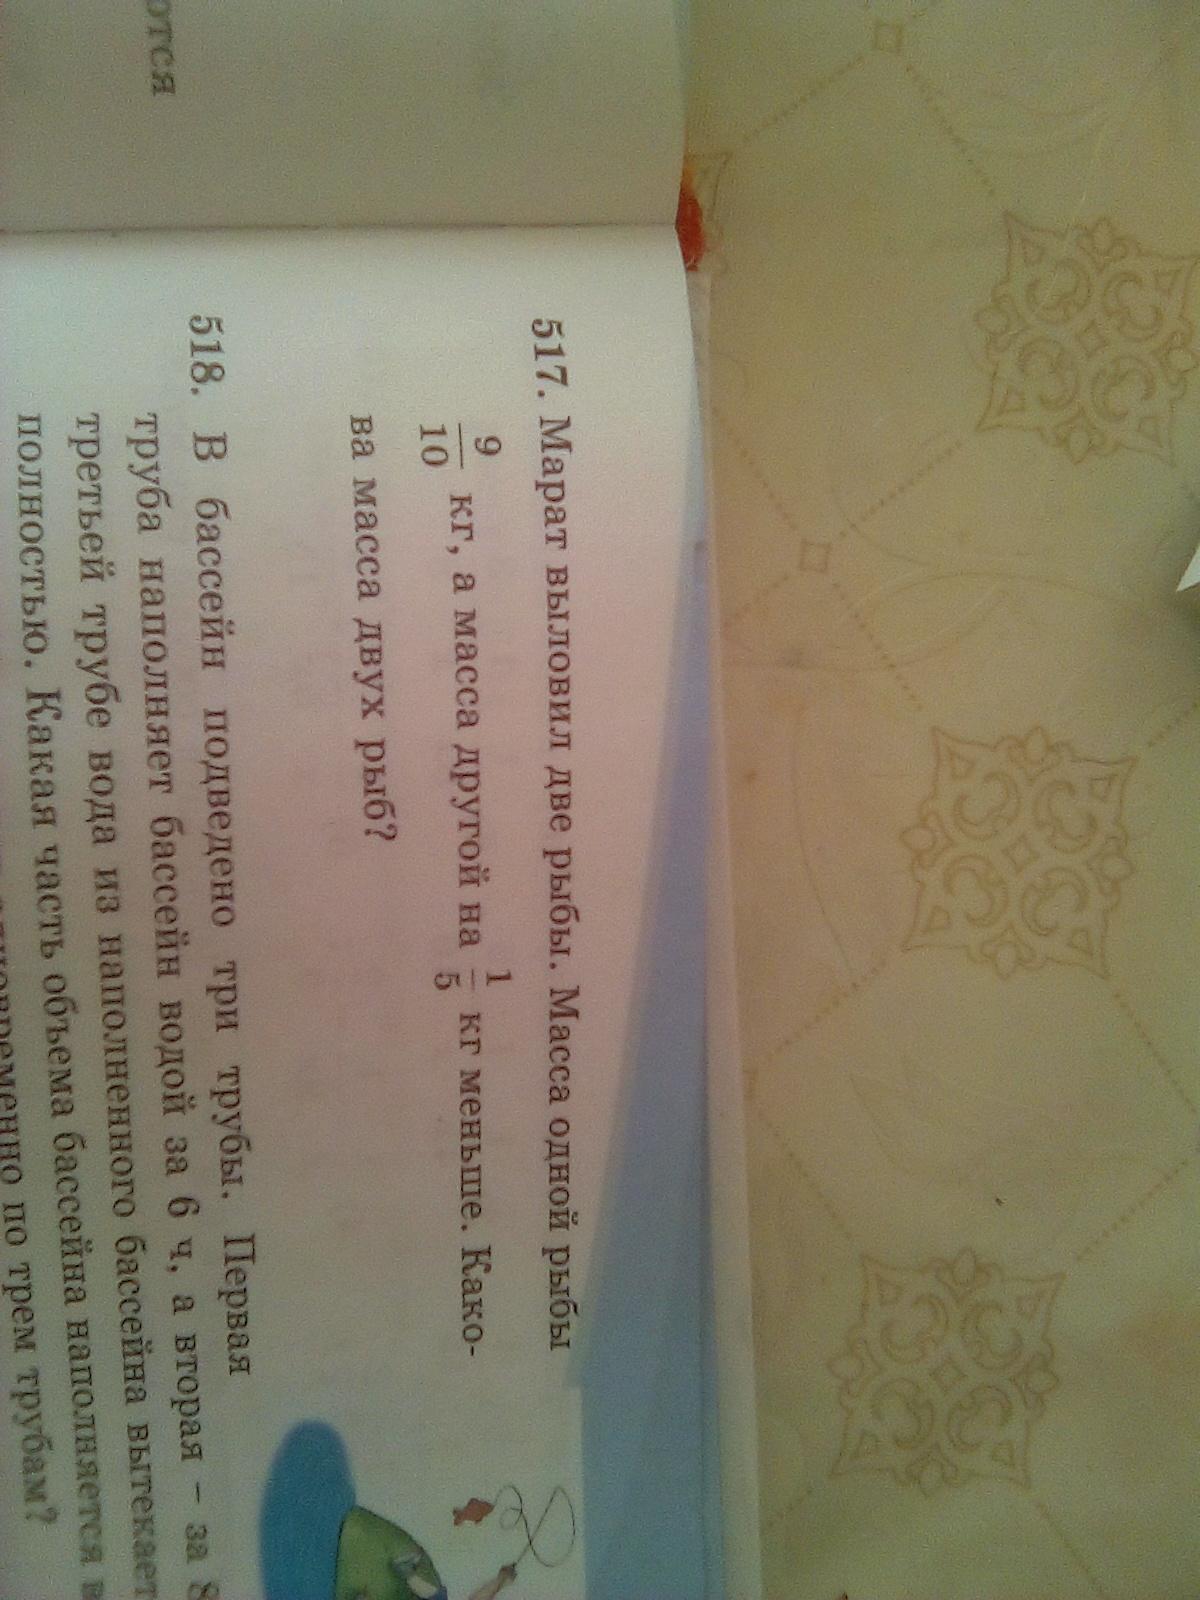 отся
517. Марат выловил две рыбы. Масса одной рыбы
9/10 кг, а масса другой на 1/5 кг меньше. Како-
ва масса двух рыб?
518. В бассейн подведено три трубы. Первая
труба наполняет бассейн водой за 6 ч, а вторая – за 8
третьей трубе вода из наполненного бассейна вытекает
полностью. Какая часть объема бассейна наполняется в
по трем трубам?